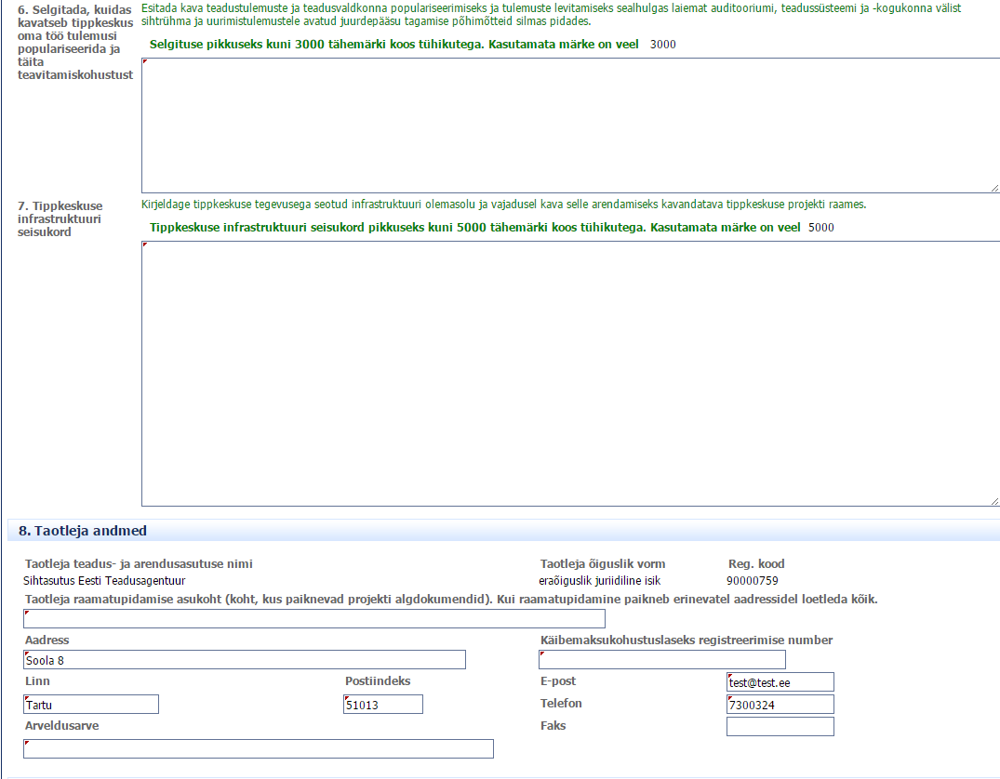 6. Selgitada, kuidas
kavatseb tippkeskus
oma töö tulemusi
populariseerida ja
täita
teavitamiskohustust
Esitada kava teadustulemuste ja teadusvaldkonna populariseerimiseks ja tulemuste levitamiseks sealhulgas laiemat auditooriumi, teadussüsteemi ja -kogukonna välist
sihtrühma ja uurimistulemustele avatud juurdepääsu tagamise põhimõtteid silmas pidades.
Selgituse pikkuseks kuni 3000 tähemärki koos tühikutega. Kasutamata märke on veel 3000
7. Tippkeskuse
infrastruktuuri
seisukord
Kirjeldage tippkeskuse tegevusega seotud infrastruktuuri olemasolu ja vajadusel kava selle arendamiseks kavandatava tippkeskuse projekti raames.
Tippkeskuse infrastruktuuri seisukord pikkuseks kuni 5000 tähemärki koos tühikutega. Kasutamata märke on veel 5000
8. Taotleja andmed
Taotleja teadus- ja arendusasutuse nimi
Taotleja õiguslik vorm
Reg. kood
Sihtasutus Eesti Teadusagentuur
eraõiguslik juriidiline isik
90000759
Taotleja raamatupidamise asukoht (koht, kus paiknevad projekti algdokumendid). Kui raamatupidamine paikneb erinevatel aadressidel loetleda kõik.
Aadress
Käibemaksukohustuslaseks registreerimise number
Soola 8
Linn
Postiindeks
E-post
test@test.ee
Tartu
51013
Telefon
7300324
Arveldusarve
Faks